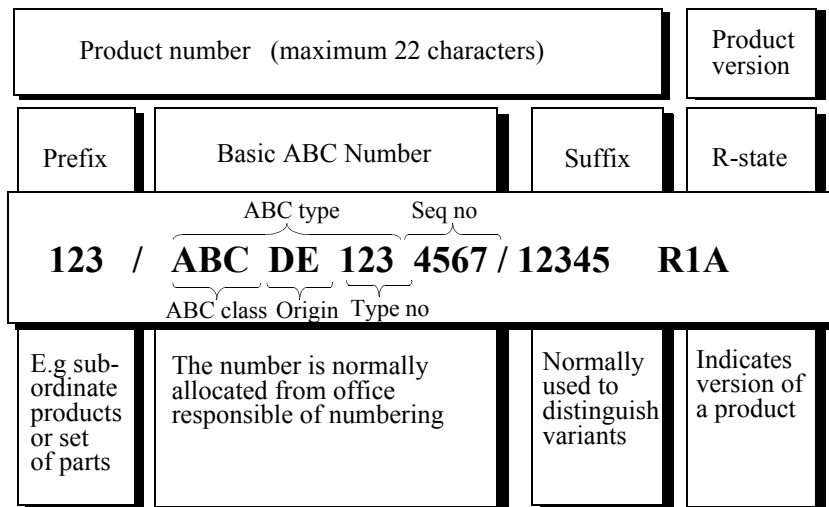 Product number (maximum 22 characters)
Product
version
Prefix
Basic ABC Number
Suffix
R-state
ABC type
Seq no
123 / ABC DE 123 4567 / 12345 R1A
ABC class
Origin
Type no
E.g sub-
ordinate
products
or set
of parts
The number is normally
allocated from office
responsible of numbering
Normally
used to
distinguish
variants
Indicates
version of
a product